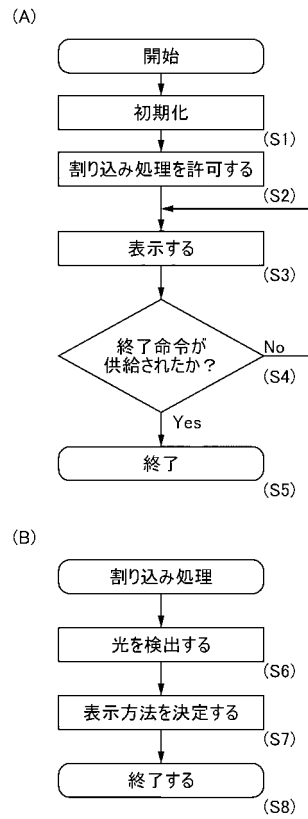 (A)
開始
初期化
(S1)
割り込み処理を許可する
(S2)
表示する
(S3)
終了命令が
供給されたか?
No
(S4)
Yes
終了
(S5)
(B)
割り込み処理
光を検出する
(S6)
表示方法を決定する
(S7)
終了する
(S8)